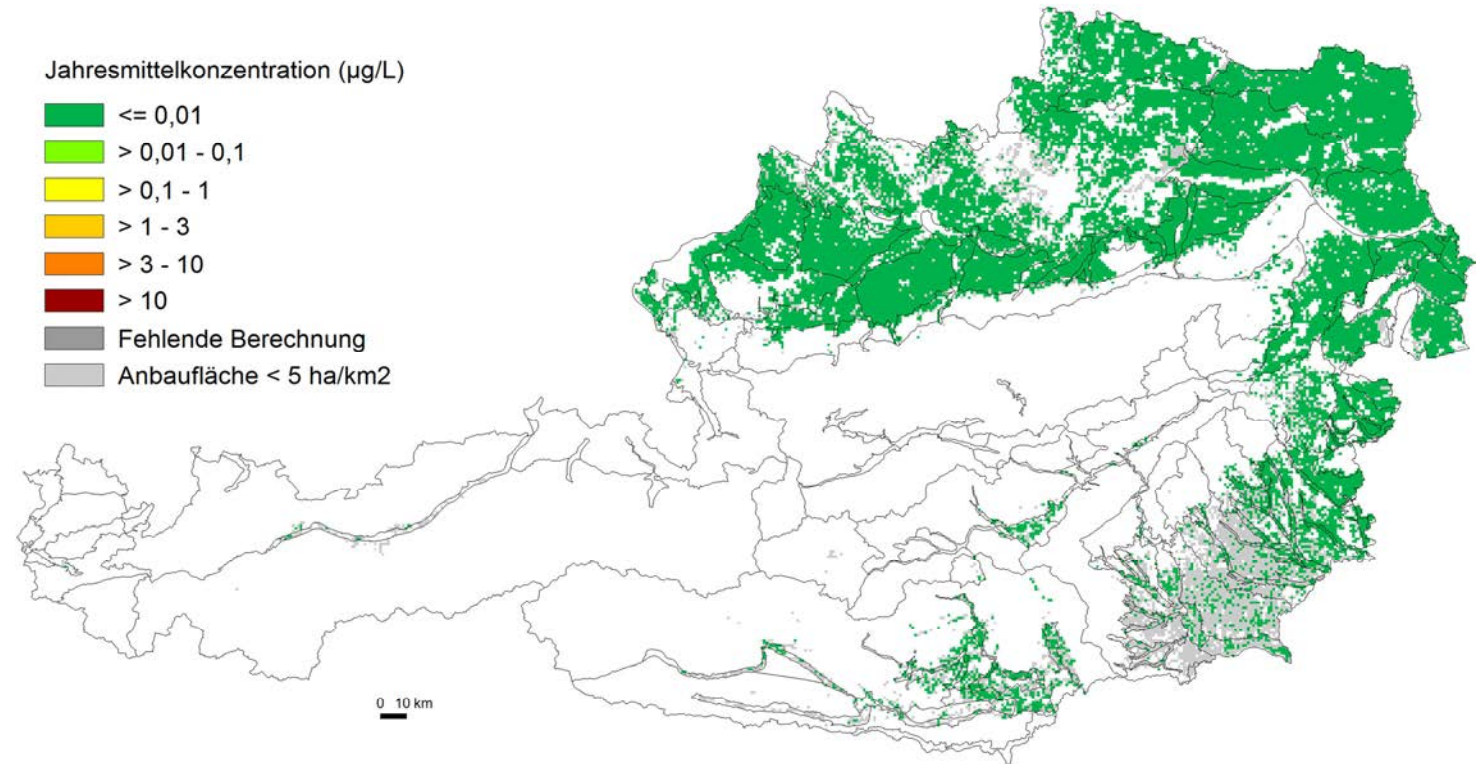 Jahresmittelkonzentration (µg/L)
<= 0,01
> 0,01 - 0,1
> 0,1 - 1
> 1 - 3
> 3 - 10
> 10
Fehlende Berechnung
Anbaufläche < 5 ha/km2
0 10 km